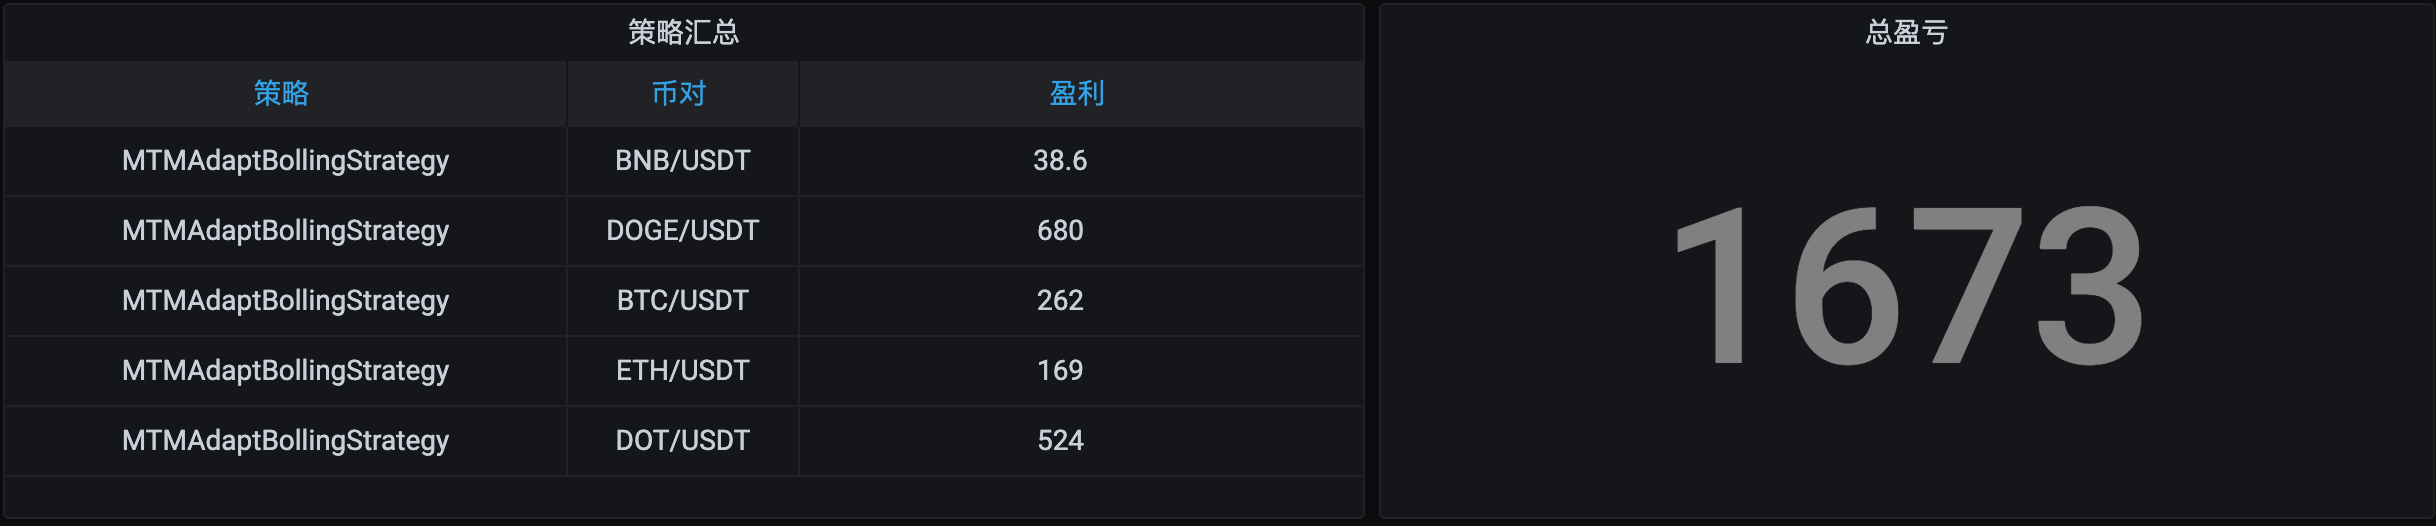 策略汇总
策略 币对 盈利
MTMAdaptBollingStrategy BNB/USDT 38.6
MTMAdaptBollingStrategy DOGE/USDT 680
MTMAdaptBollingStrategy BTC/USDT 262
MTMAdaptBollingStrategy ETH/USDT 169
MTMAdaptBollingStrategy DOT/USDT 524
总盈亏
1673